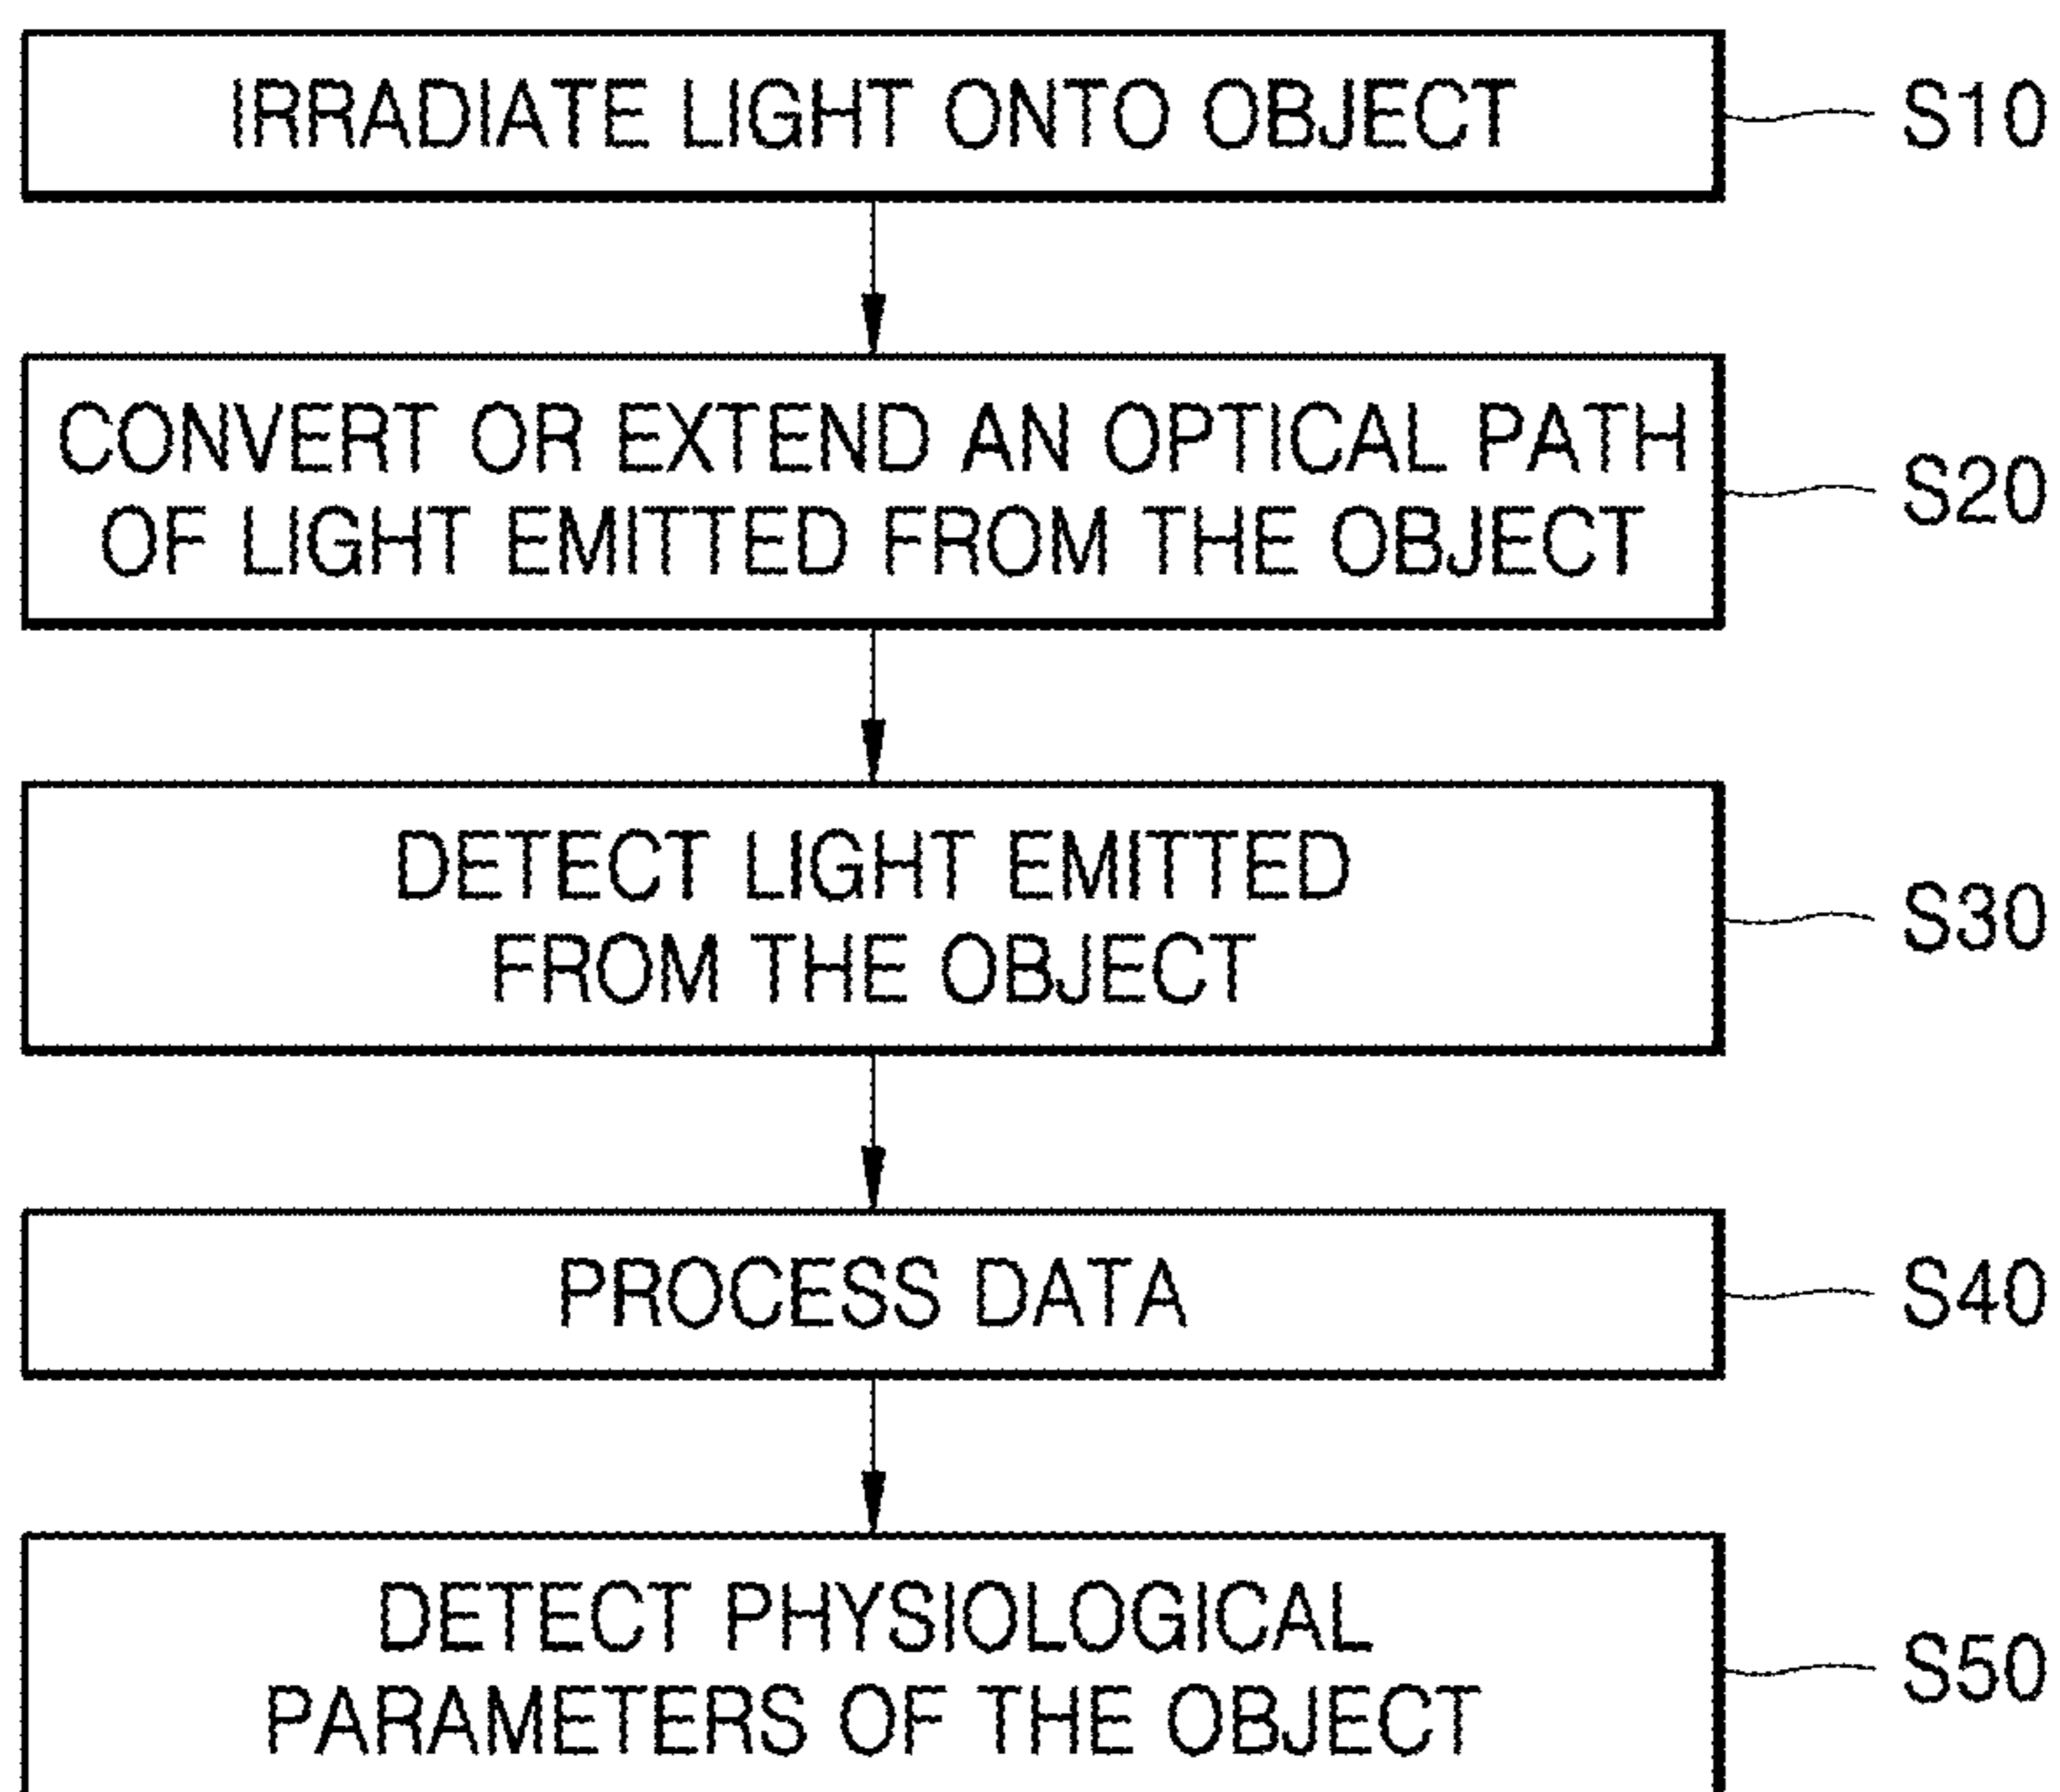 IRRADIATE LIGHT ONTO OBJECT
S10
CONVERT OR EXTEND AN OPTICAL PATH
OF LIGHT EMITTED FROM THE OBJECT
S20
DETECT LIGHT EMITTED
FROM THE OBJECT
S30
PROCESS DATA
S40
DETECT PHYSIOLOGICAL
PARAMETERS OF THE OBJECT
S50